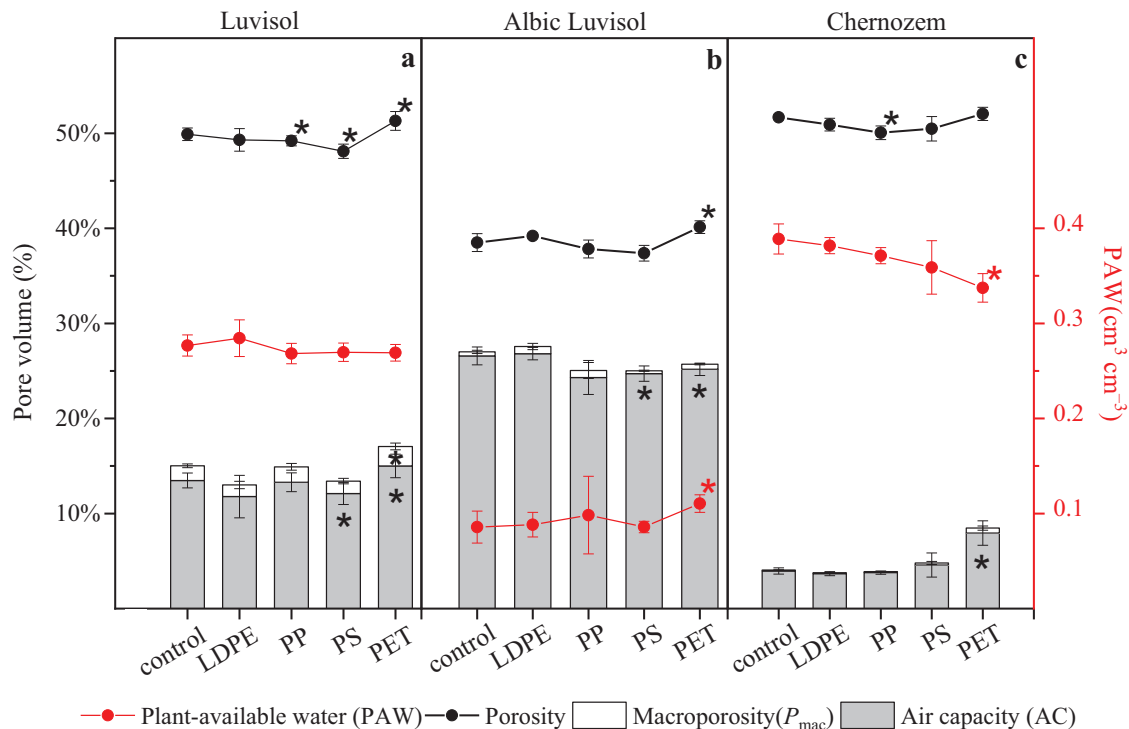 Luvisol Albic Luvisol Chernozem
a b c
Pore volume (%)
50%
40%
30%
20%
10%
* * *
*
*
*
*
*
* *
*
*
*
*
0.4
0.3
0.2
0.1
PAW(cm³ cm⁻³)
control LDPE PP PS PET control LDPE PP PS PET control LDPE PP PS PET
Plant-available water (PAW) Porosity Macroporosity(Pmac) Air capacity (AC)